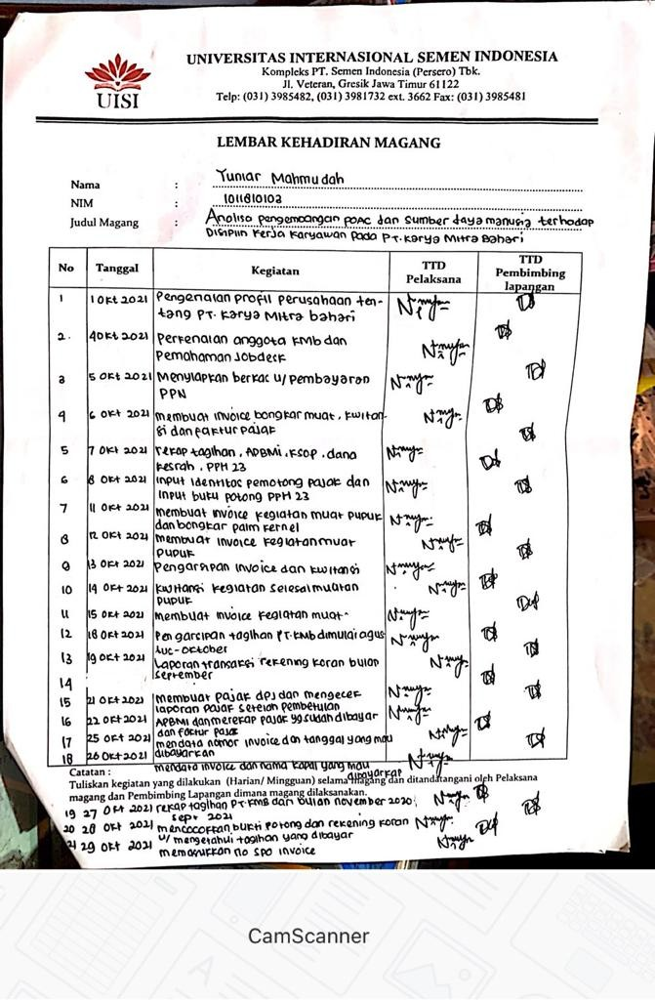 UISI
UNIVERSITAS INTERNASIONAL SEMEN INDONESIA
Kompleks PT. Semen Indonesia (Persero) Tbk.
Jl. Veteran, Gresik Jawa Timur 61122
Telp: (031) 3985482, (031) 3981732 ext. 3662 Fax: (031) 3985481
LEMBAR KEHADIRAN MAGANG
Nama : Yuniar Mahmudah
NIM : 1011810102
Judul Magang : Analisa pengembangan POAC dan sumber daya manusia terhadap
Disiplin Kerja Karyawan Pada PT. Karya Mitra Bahari
No Tanggal Kegiatan TTD Pelaksana TTD Pembimbing lapangan
1 1 Okt 2021 Pengenalan profil perusahaan ten-
tang PT. Karya Mitra bahari
2. 4 Okt 2021 Perkenalan anggota KMB dan
Pemahaman Jobdesk
3 5 Okt 2021 Menyiapkan berkas u/ pembayaran
PPN
4 6 Okt 2021 membuat invoice bongkar muat, kwitan-
si dan faktur pajak
5 7 Okt 2021 rekap tagihan, APBMI, KSOP, dana
kesrah, PPH 23
6 8 Okt 2021 Input identitas pemotong pajak dan
Input bukti potong PPH 23
7 11 Okt 2021 membuat invoice kegiatan muat pupuk
dan bongkar palm kernel
8 12 Okt 2021 membuat invoice kegiatan muat
pupuk
9 13 Okt 2021 Pengarsipan invoice dan kwitansi
10 14 Okt 2021 kwitansi kegiatan selesai muatan
pupuk
11 15 Okt 2021 membuat invoice kegiatan muat
12 18 Okt 2021 Pengarsipan tagihan PT. KMB dimulai agus
tus-oktober
13 19 Okt 2021 Laporan transaksi rekening koran bulan
september
14
15 21 Okt 2021 membuat pajak dpj dan mengecek
laporan pajak setelah pembetulan
16 22 Okt 2021 APBMI dan merekap pajak yg sudah dibayar
dan faktur pajak
17 25 Okt 2021 mendata nomor invoice dan tanggal yang mau
dibayarkan
18 26 Okt 2021 mendata invoice dan nama kapal yang mau
dibayarkan
Catatan :
Tuliskan kegiatan yang dilakukan (Harian/ Mingguan) selama magang dan ditandatangani oleh Pelaksana
magang dan Pembimbing Lapangan dimana magang dilaksanakan.
19 27 Okt 2021 rekap tagihan PT. KMB dari bulan november 2020,
sept 2021
20 28 Okt 2021 mencocokkan bukti potong dan rekening koran
u/ mengetahui tagihan yang dibayar
21 29 Okt 2021 memasukkan no SPO invoice
CamScanner